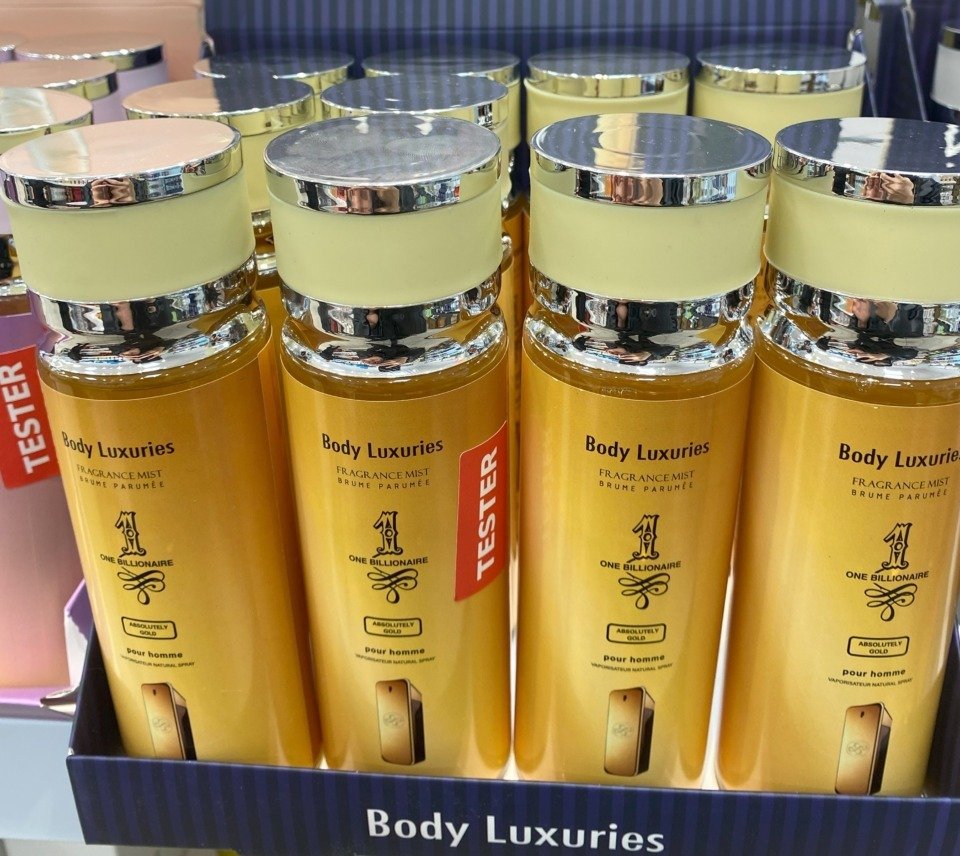 TESTER
Body Luxuries
FRAGRANCE MIST
BRUME PARUMÉE
1
ONE BILLIONAIRE
ABSOLUTELY
GOLD
pour homme
VAPORISATEUR NATURAL SPRAY
Body Luxuries
FRAGRANCE MIST
BRUME PARUMÉE
1
ONE BILLIONAIRE
ABSOLUTELY
GOLD
pour homme
VAPORISATEUR NATURAL SPRAY
TESTER
Body Luxuries
FRAGRANCE MIST
BRUME PARUMÉE
1
ONE BILLIONAIRE
ABSOLUTELY
GOLD
pour homme
VAPORISATEUR NATURAL SPRAY
Body Luxurie
FRAGRANCE MIST
BRUME PARUMÉE
1
ONE BILLIONAIRE
ABSOLUTELY
GOLD
pour homme
VAPORISATEUR NATURAL SPRAY
Body Luxuries